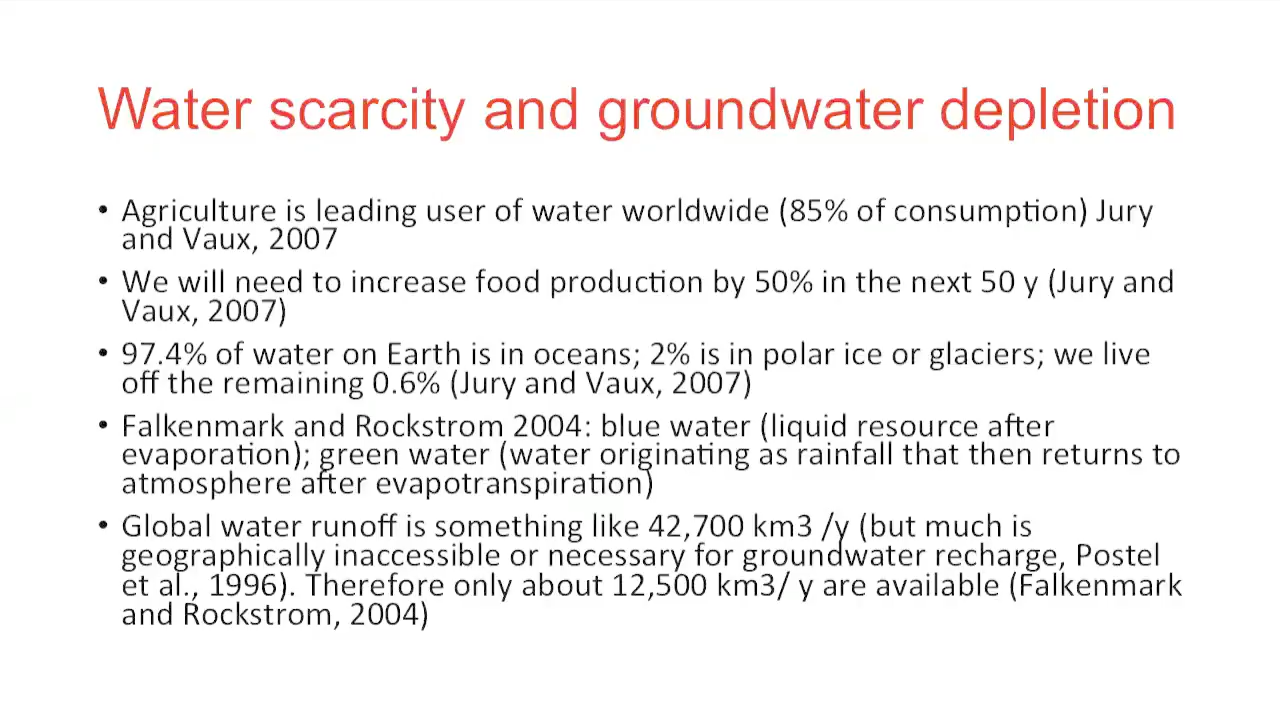 Water scarcity and groundwater depletion
• Agriculture is leading user of water worldwide (85% of consumption) Jury
and Vaux, 2007
• We will need to increase food production by 50% in the next 50 y (Jury and
Vaux, 2007)
• 97.4% of water on Earth is in oceans; 2% is in polar ice or glaciers; we live
off the remaining 0.6% (Jury and Vaux, 2007)
• Falkenmark and Rockstrom 2004: blue water (liquid resource after
evaporation); green water (water originating as rainfall that then returns to
atmosphere after evapotranspiration)
• Global water runoff is something like 42,700 km3 /y (but much is
geographically inaccessible or necessary for groundwater recharge, Postel
et al., 1996). Therefore only about 12,500 km3/ y are available (Falkenmark
and Rockstrom, 2004)